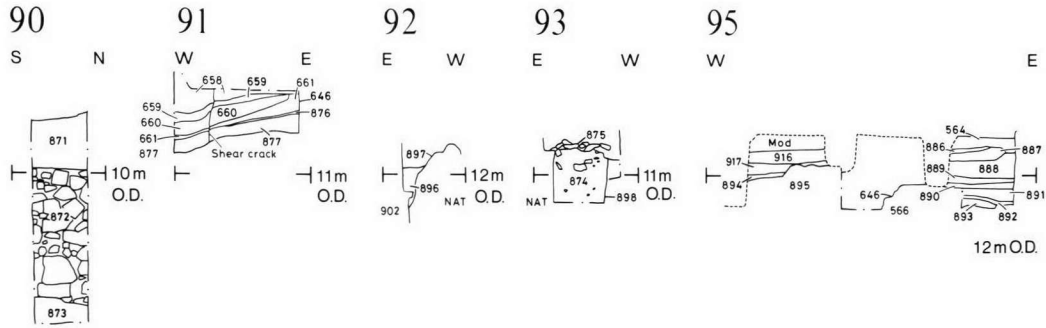 90
S N
871
10m
O.D.
872
873
91
W E
658 659 661
659 646
660 660 876
661 877
877 Shear crack
11m
O.D.
92
E W
897
12m
896 O.D.
902 NAT
93
E W
875
874 11m
O.D.
NAT 898
95
W E
Mod 564
917 916 886 887
889 888
894 895 646 890 891
566 893 892
12m O.D.